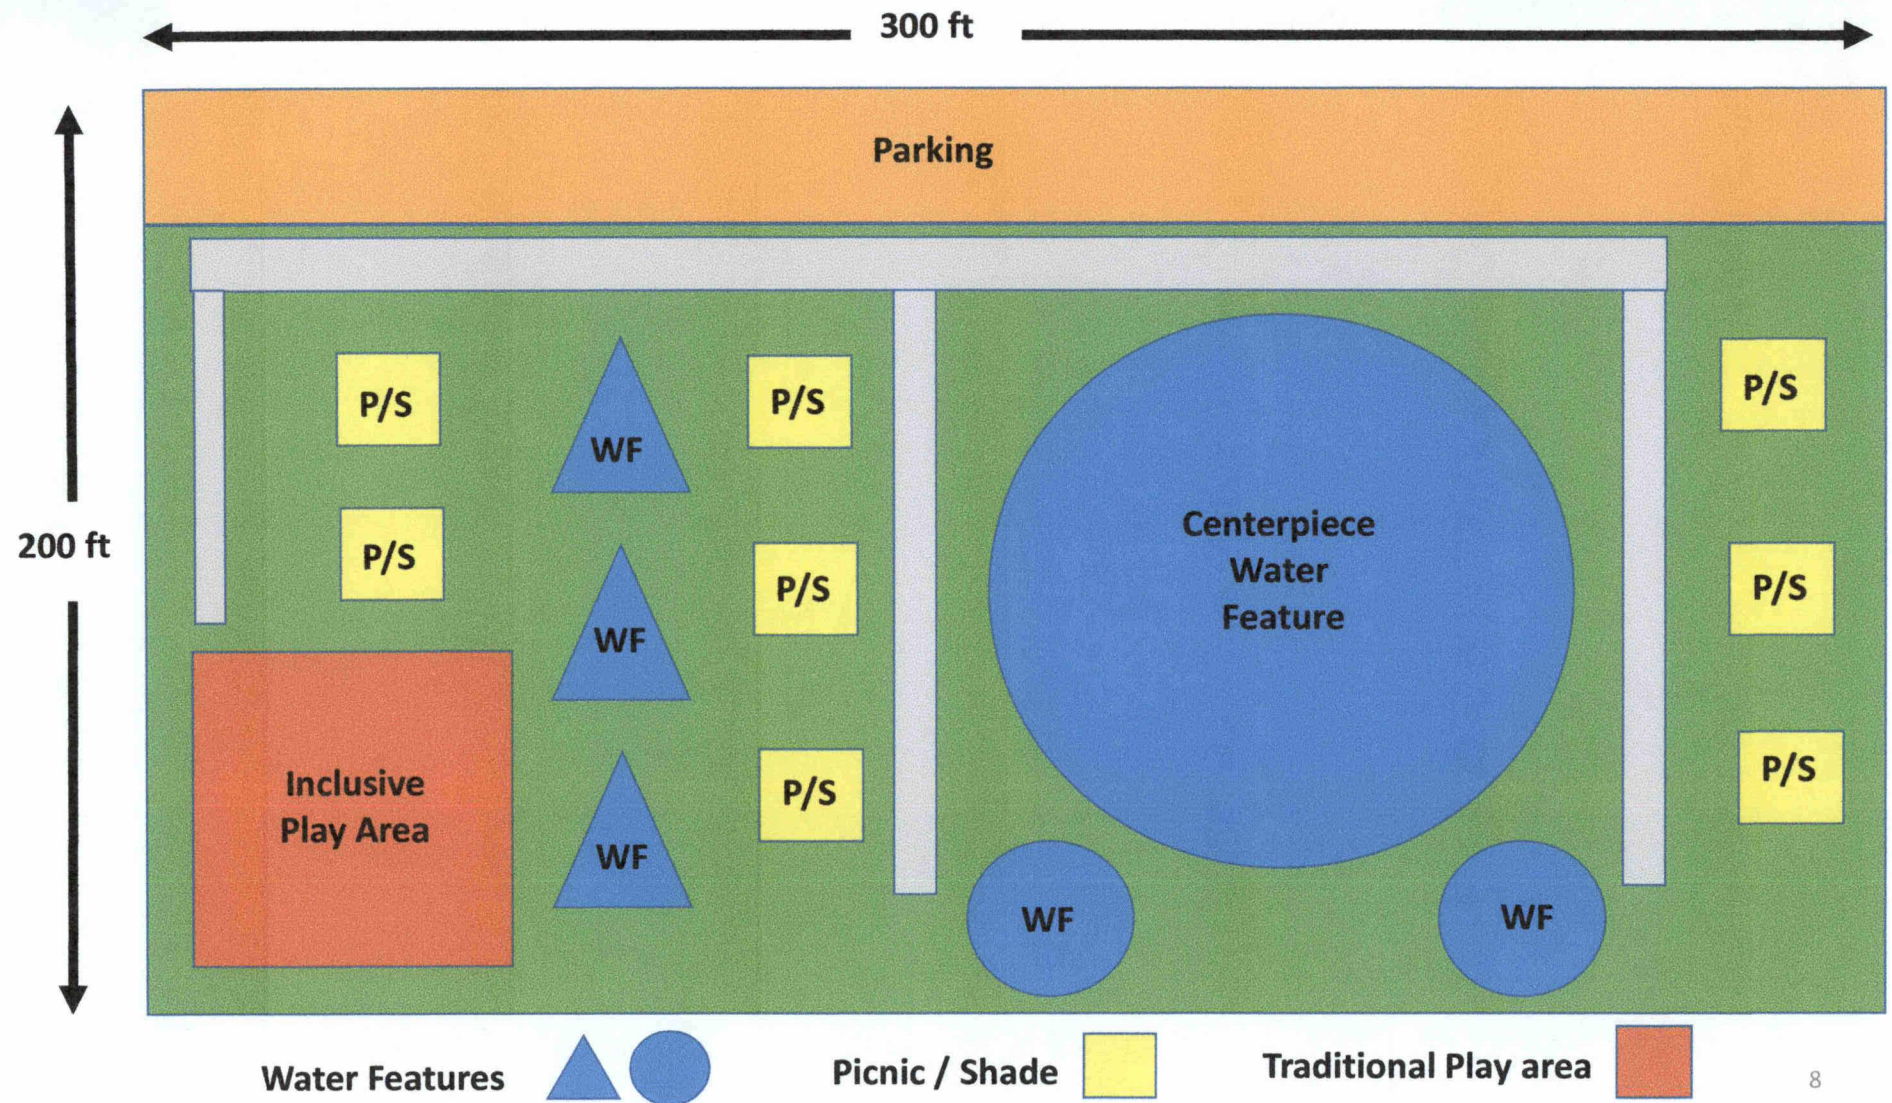 300 ft
Parking
200 ft
P/S
WF
P/S
P/S
P/S
WF
P/S
P/S
Centerpiece
Water
Feature
Inclusive
Play Area
WF
P/S
P/S
WF
WF
Water Features
Picnic / Shade
Traditional Play area
8